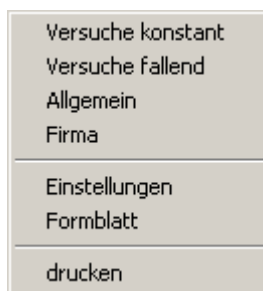 Versuche konstant
Versuche fallend
Allgemein
Firma
Einstellungen
Formblatt
drucken